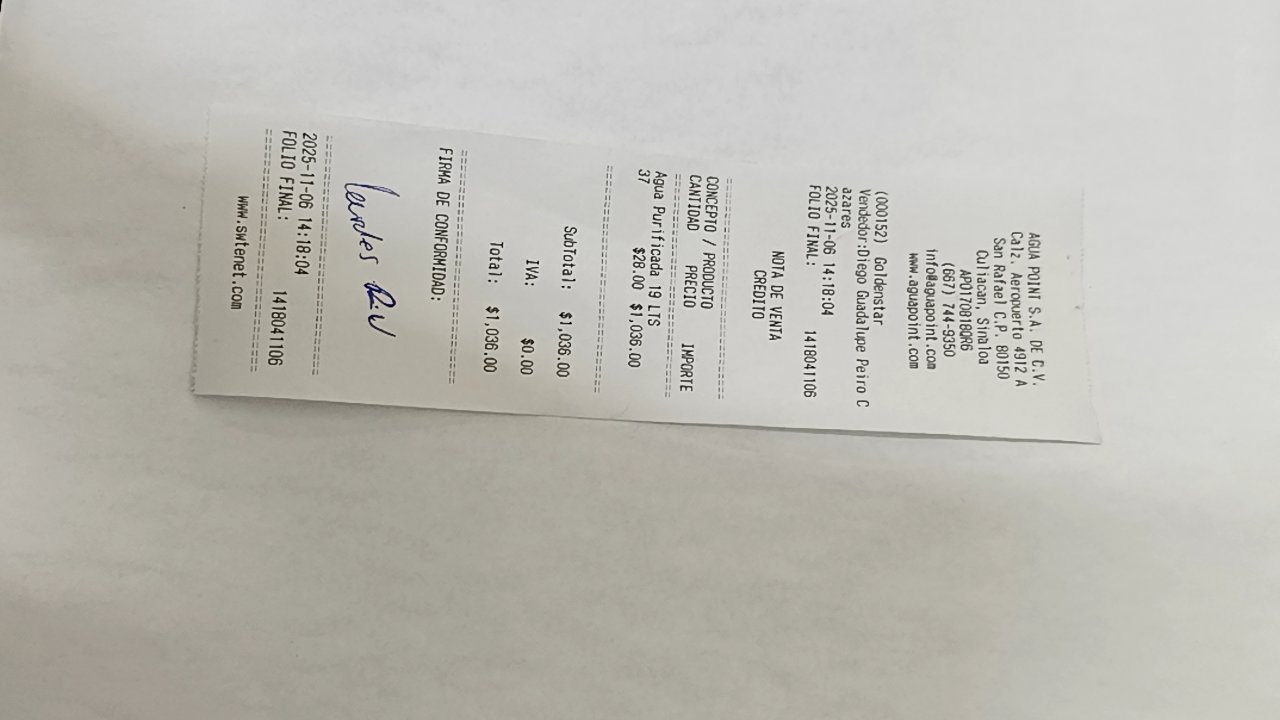 AGUA POINT S.A. DE C.V.
Calz. Aeropuerto 4912 A
San Rafael C.P. 80150
Culiacan, Sinaloa
APO170818QR6
(667) 744-9350
info@aguapoint.com
www.aguapoint.com
(000152) Goldenstar
Vendedor:Diego Guadalupe Peiro C
azares
2025-11-06 14:18:04
FOLIO FINAL: 1418041106
NOTA DE VENTA
CREDITO
CONCEPTO / PRODUCTO
CANTIDAD PRECIO IMPORTE
Agua Purificada 19 LTS
37 $28.00 $1,036.00
SubTotal: $1,036.00
IVA: $0.00
Total: $1,036.00
FIRMA DE CONFORMIDAD:
2025-11-06 14:18:04
FOLIO FINAL: 1418041106
www.swtenet.com